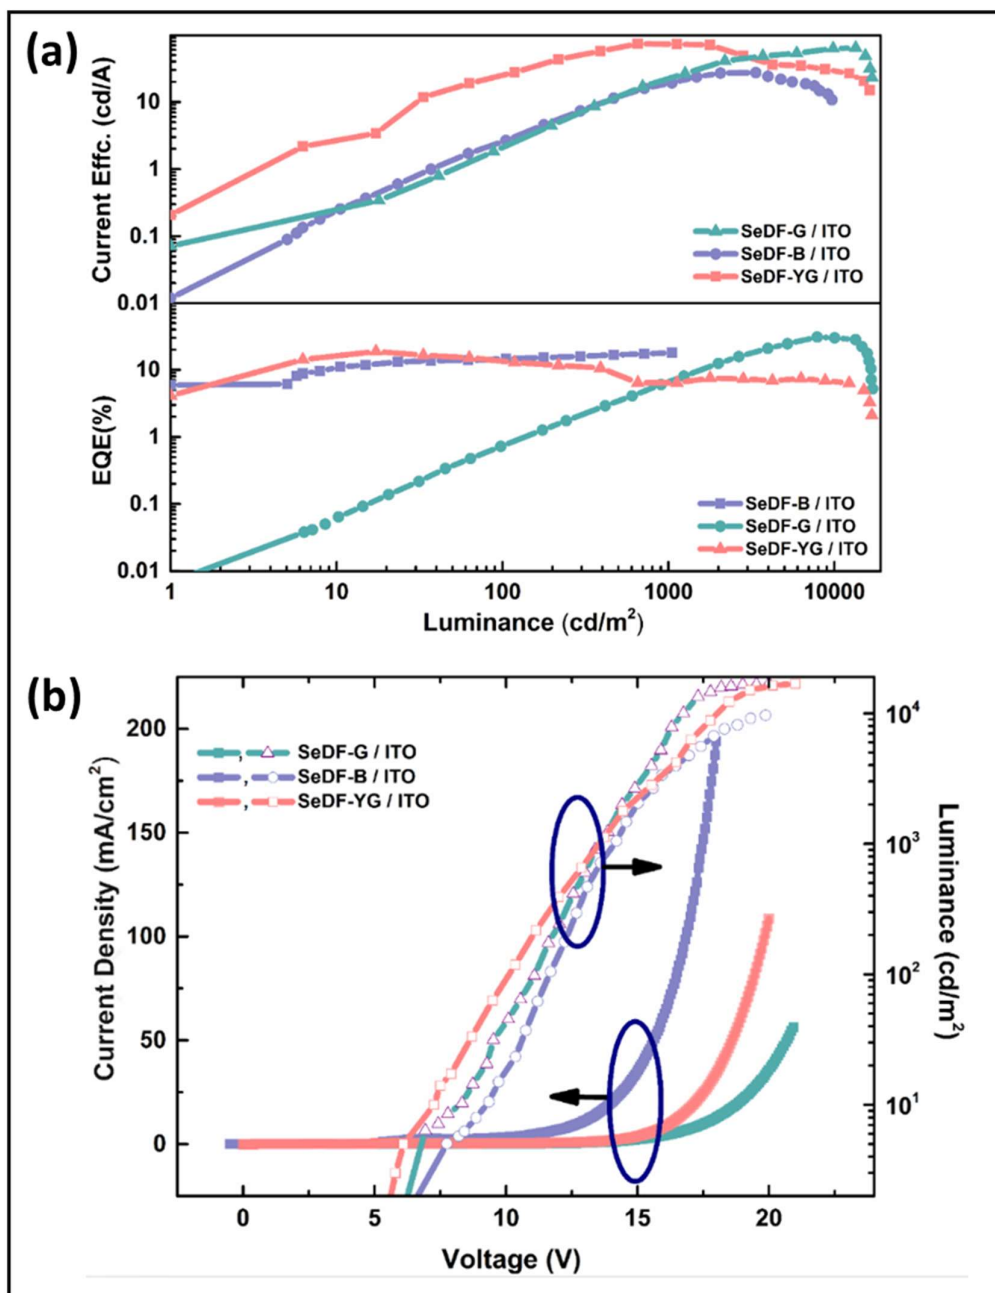 (a)
Current Effc. (cd/A)
10
1
0.1
0.01
SeDF-G / ITO
SeDF-B / ITO
SeDF-YG / ITO
EQE(%)
10
1
0.1
0.01
SeDF-B / ITO
SeDF-G / ITO
SeDF-YG / ITO
1 10 100 1000 10000
Luminance (cd/m²)
(b)
Current Density (mA/cm²)
200
150
100
50
0
SeDF-G / ITO
SeDF-B / ITO
SeDF-YG / ITO
10⁴
10³
10²
10¹
Luminance (cd/m²)
0 5 10 15 20
Voltage (V)